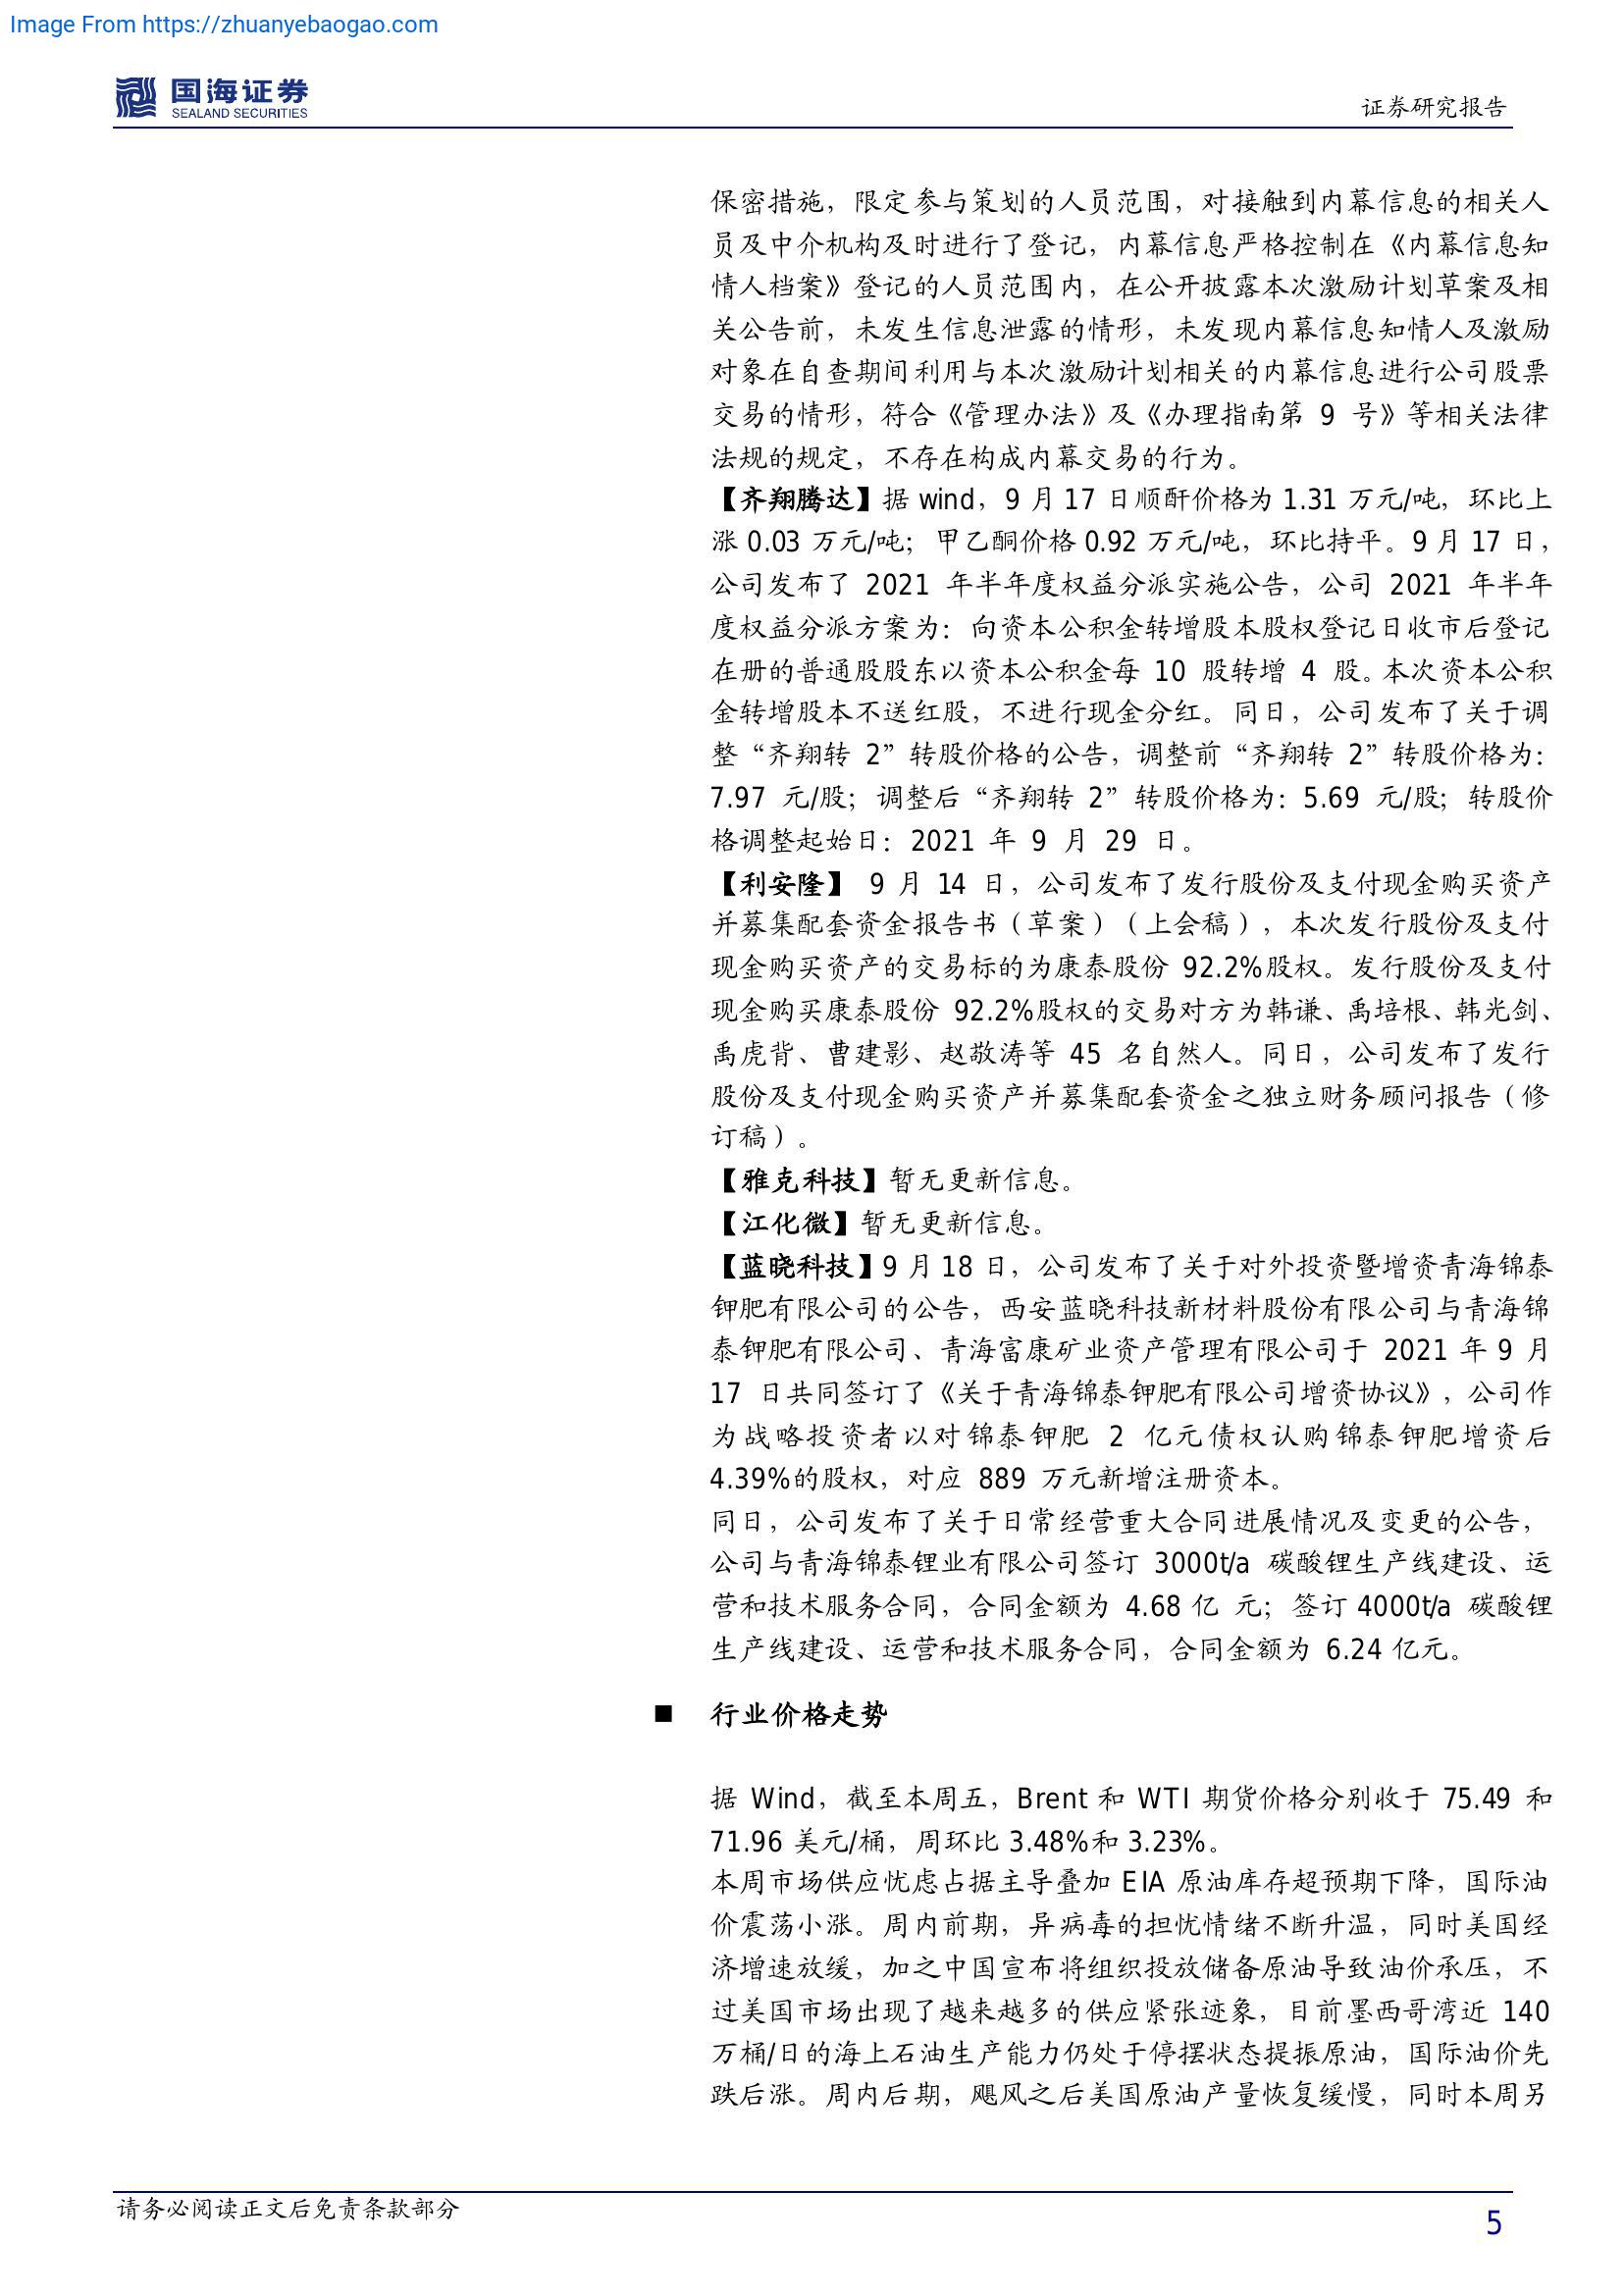 Image From https://zhuanyebaogao.com
国海证券
SEALAND SECURITIES
证券研究报告
保密措施，限定参与策划的人员范围，对接触到内幕信息的相关人
员及中介机构及时进行了登记，内幕信息严格控制在《内幕信息知
情人档案》登记的人员范围内，在公开披露本次激励计划草案及相
关公告前，未发生信息泄露的情形，未发现内幕信息知情人及激励
对象在自查期间利用与本次激励计划相关的内幕信息进行公司股票
交易的情形，符合《管理办法》及《办理指南第 9 号》等相关法律
法规的规定，不存在构成内幕交易的行为。
【齐翔腾达】据 wind，9 月 17 日顺酐价格为 1.31 万元/吨，环比上
涨 0.03 万元/吨；甲乙酮价格 0.92 万元/吨，环比持平。9 月 17 日，
公司发布了 2021 年半年度权益分派实施公告，公司 2021 年半年
度权益分派方案为：向资本公积金转增股本股权登记日收市后登记
在册的普通股股东以资本公积金每 10 股转增 4 股。本次资本公积
金转增股本不送红股，不进行现金分红。同日，公司发布了关于调
整“齐翔转 2”转股价格的公告，调整前“齐翔转 2”转股价格为：
7.97 元/股；调整后“齐翔转 2”转股价格为：5.69 元/股；转股价
格调整起始日：2021 年 9 月 29 日。
【利安隆】 9 月 14 日，公司发布了发行股份及支付现金购买资产
并募集配套资金报告书（草案）（上会稿），本次发行股份及支付
现金购买资产的交易标的为康泰股份 92.2%股权。发行股份及支付
现金购买康泰股份 92.2%股权的交易对方为韩谦、禹培根、韩光剑、
禹虎背、曹建影、赵敬涛等 45 名自然人。同日，公司发布了发行
股份及支付现金购买资产并募集配套资金之独立财务顾问报告（修
订稿）。
【雅克科技】暂无更新信息。
【江化微】暂无更新信息。
【蓝晓科技】9 月 18 日，公司发布了关于对外投资暨增资青海锦泰
钾肥有限公司的公告，西安蓝晓科技新材料股份有限公司与青海锦
泰钾肥有限公司、青海富康矿业资产管理有限公司于 2021 年 9 月
17 日共同签订了《关于青海锦泰钾肥有限公司增资协议》，公司作
为战略投资者以对锦泰钾肥 2 亿元债权认购锦泰钾肥增资后
4.39%的股权，对应 889 万元新增注册资本。
同日，公司发布了关于日常经营重大合同进展情况及变更的公告，
公司与青海锦泰锂业有限公司签订 3000t/a 碳酸锂生产线建设、运
营和技术服务合同，合同金额为 4.68 亿 元；签订 4000t/a 碳酸锂
生产线建设、运营和技术服务合同，合同金额为 6.24 亿元。
■ 行业价格走势
据 Wind，截至本周五，Brent 和 WTI 期货价格分别收于 75.49 和
71.96 美元/桶，周环比 3.48%和 3.23%。
本周市场供应忧虑占据主导叠加 EIA 原油库存超预期下降，国际油
价震荡小涨。周内前期，异病毒的担忧情绪不断升温，同时美国经
济增速放缓，加之中国宣布将组织投放储备原油导致油价承压，不
过美国市场出现了越来越多的供应紧张迹象，目前墨西哥湾近 140
万桶/日的海上石油生产能力仍处于停摆状态提振原油，国际油价先
跌后涨。周内后期，飓风之后美国原油产量恢复缓慢，同时本周另
请务必阅读正文后免责条款部分
5